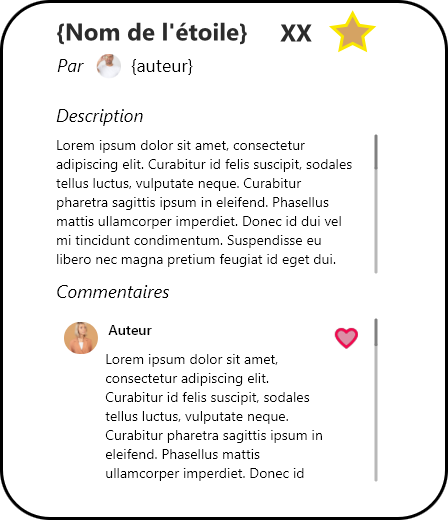 {Nom de l'étoile} XX
Par {auteur}
Description
Lorem ipsum dolor sit amet, consectetur
adipiscing elit. Curabitur id felis suscipit, sodales
tellus luctus, vulputate neque. Curabitur
pharetra sagittis ipsum in eleifend. Phasellus
mattis ullamcorper imperdiet. Donec id dui vel
mi tincidunt condimentum. Suspendisse eu
libero nec magna pretium feugiat id eget dui.
Commentaires
Auteur
Lorem ipsum dolor sit amet,
consectetur adipiscing elit.
Curabitur id felis suscipit, sodales
tellus luctus, vulputate neque.
Curabitur pharetra sagittis ipsum in
eleifend. Phasellus mattis
ullamcorper imperdiet. Donec id